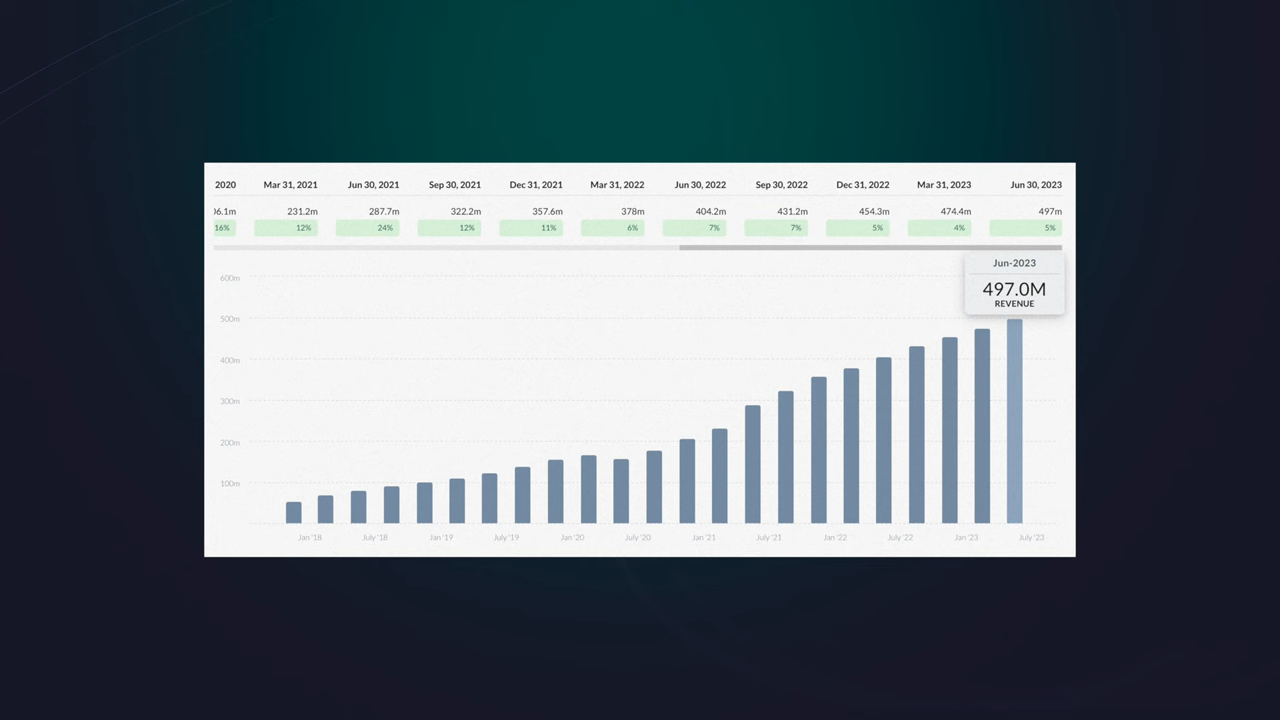 2020 Mar 31, 2021 Jun 30, 2021 Sep 30, 2021 Dec 31, 2021 Mar 31, 2022 Jun 30, 2022 Sep 30, 2022 Dec 31, 2022 Mar 31, 2023 Jun 30, 2023
06.1m 231.2m 287.7m 322.2m 357.6m 378m 404.2m 431.2m 454.3m 474.4m 497m
16% 12% 24% 12% 11% 6% 7% 7% 5% 4% 5%
Jun-2023
497.0M
REVENUE
600m
500m
400m
300m
200m
100m
Jan '18 July '18 Jan '19 July '19 Jan '20 July '20 Jan '21 July '21 Jan '22 July '22 Jan '23 July '23